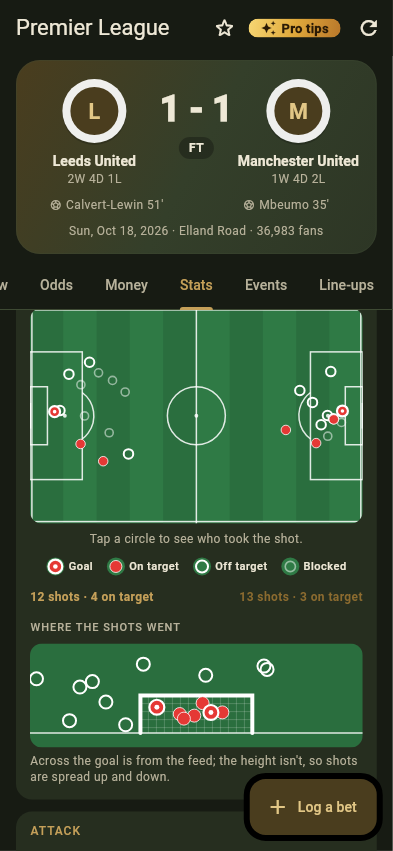 Premier League
Pro tips
L
1 - 1
M
FT
Leeds United
Manchester United
2W 4D 1L
1W 4D 2L
Calvert-Lewin 51'
Mbeumo 35'
Sun, Oct 18, 2026 · Elland Road · 36,983 fans
w Odds Money Stats Events Line-ups
Tap a circle to see who took the shot.
Goal On target Off target Blocked
12 shots · 4 on target
13 shots · 3 on target
WHERE THE SHOTS WENT
Across the goal is from the feed; the height isn't, so shots
are spread up and down.
+ Log a bet
ATTACK